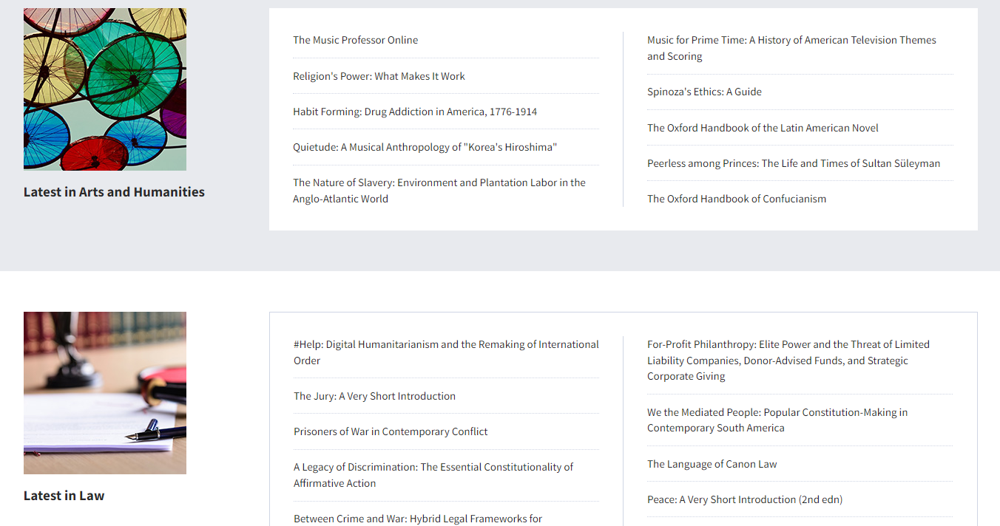 Latest in Arts and Humanities
The Music Professor Online
Religion's Power: What Makes It Work
Habit Forming: Drug Addiction in America, 1776-1914
Quietude: A Musical Anthropology of "Korea's Hiroshima"
The Nature of Slavery: Environment and Plantation Labor in the
Anglo-Atlantic World
Music for Prime Time: A History of American Television Themes
and Scoring
Spinoza's Ethics: A Guide
The Oxford Handbook of the Latin American Novel
Peerless among Princes: The Life and Times of Sultan Süleyman
The Oxford Handbook of Confucianism
Latest in Law
#Help: Digital Humanitarianism and the Remaking of International
Order
The Jury: A Very Short Introduction
Prisoners of War in Contemporary Conflict
A Legacy of Discrimination: The Essential Constitutionality of
Affirmative Action
Between Crime and War: Hybrid Legal Frameworks for
For-Profit Philanthropy: Elite Power and the Threat of Limited
Liability Companies, Donor-Advised Funds, and Strategic
Corporate Giving
We the Mediated People: Popular Constitution-Making in
Contemporary South America
The Language of Canon Law
Peace: A Very Short Introduction (2nd edn)